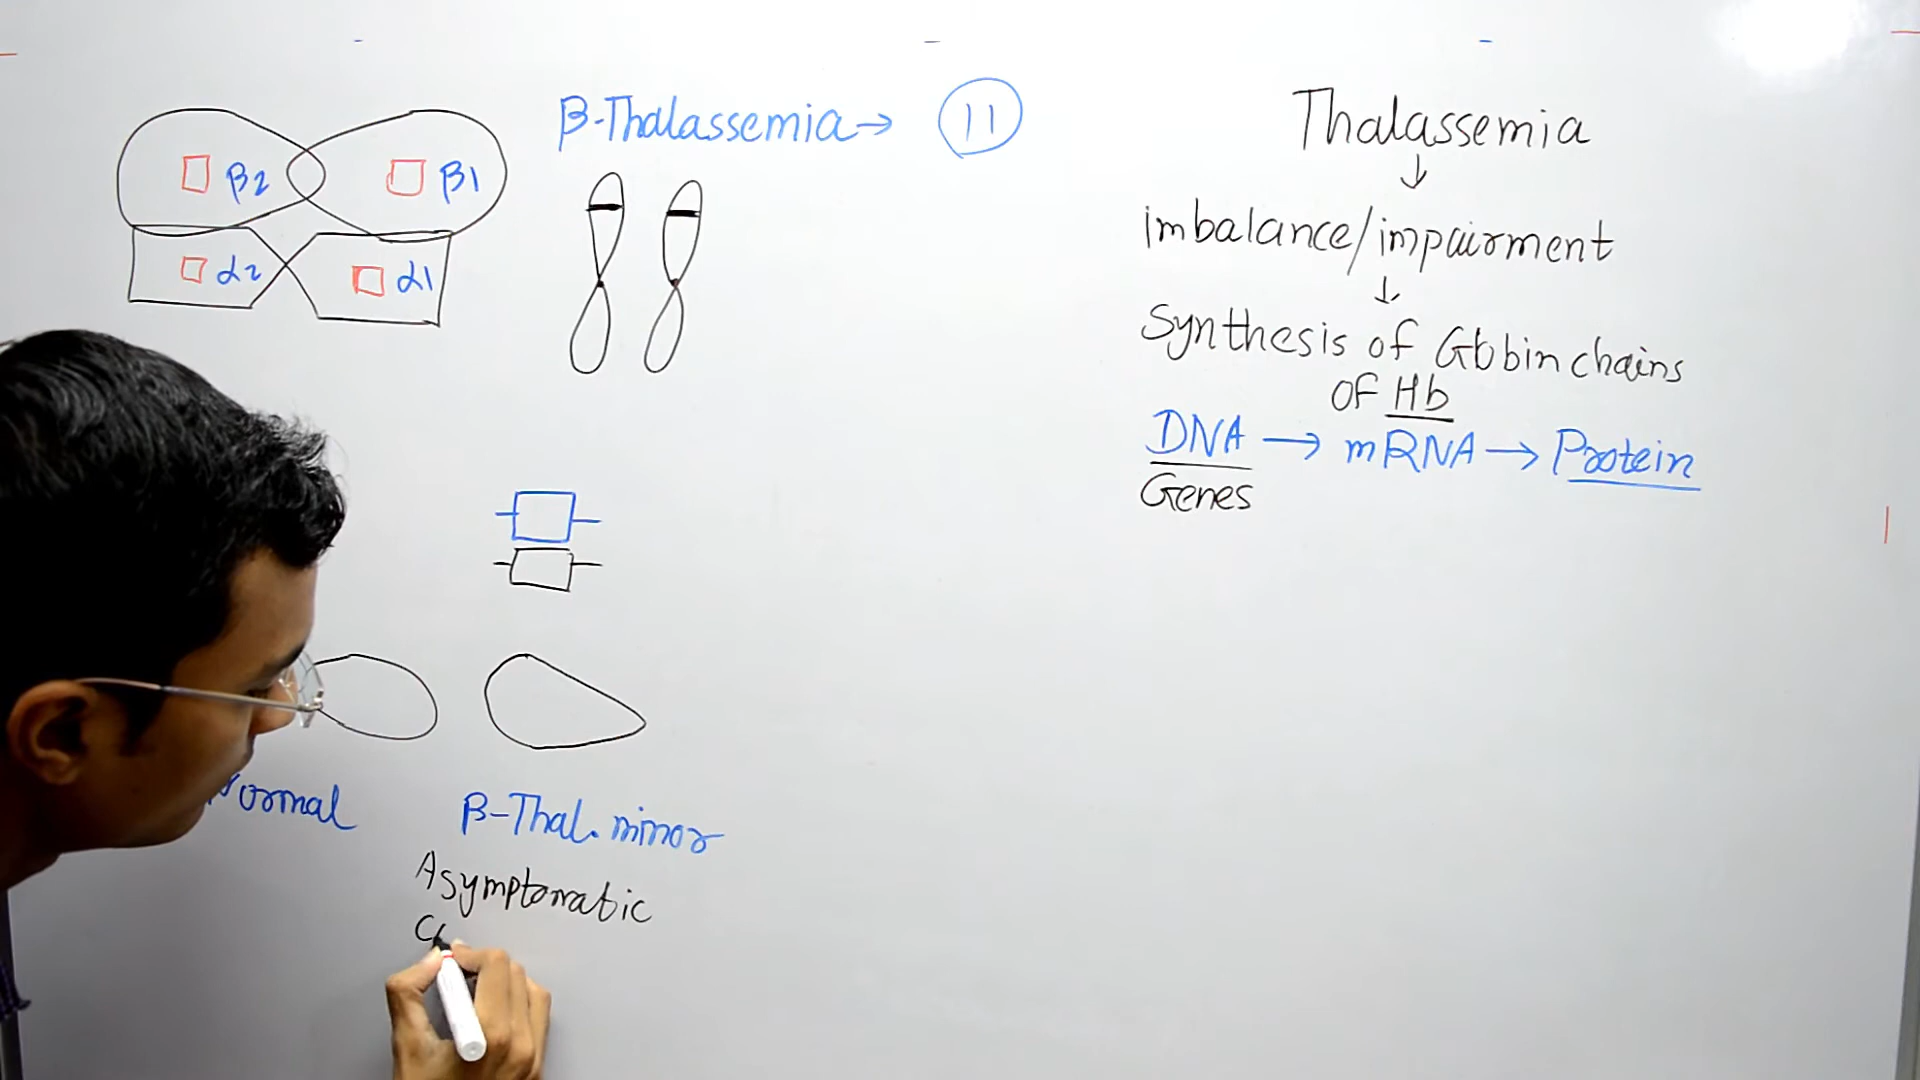 β2 β1
α2 α1
β-Thalassemia→ 11
Thalassemia
↓
imbalance/impairment
↓
Synthesis of Globin chains
of Hb
DNA → mRNA → Protein
Genes
Normal
β-Thal. minor
Asymptomatic